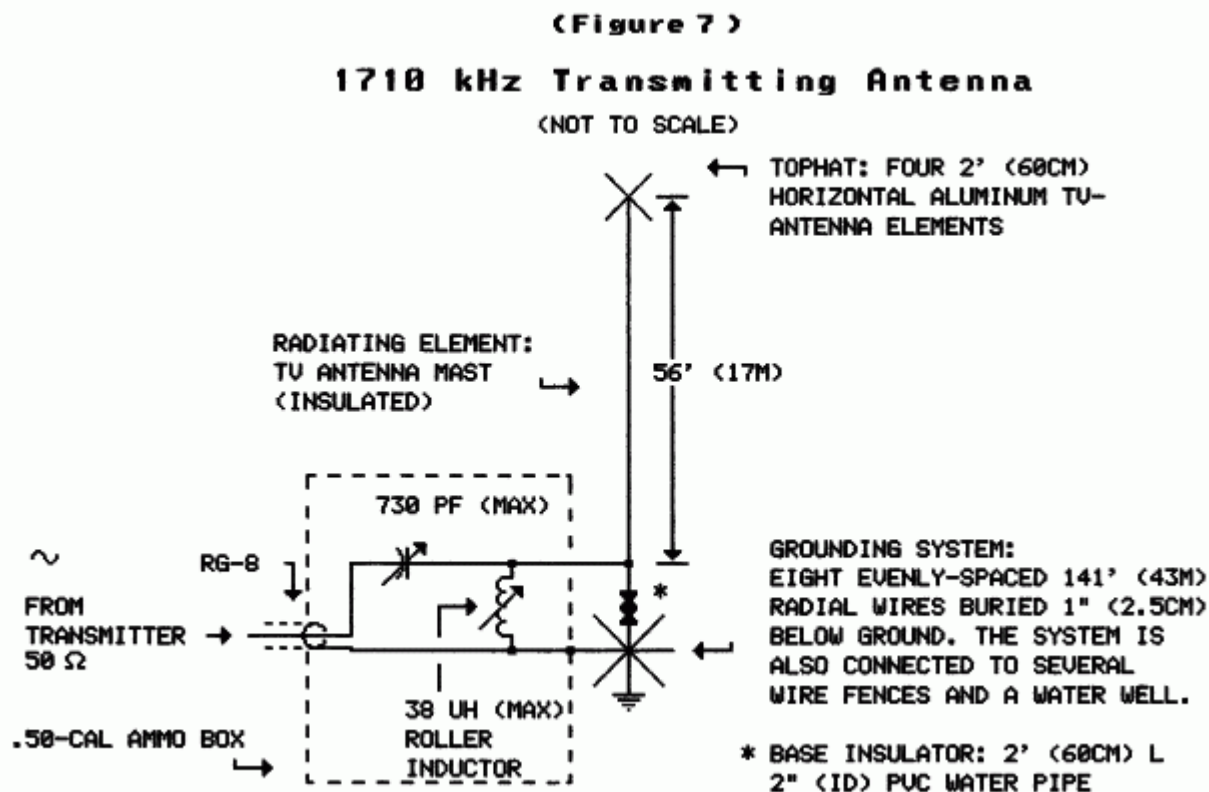 (Figure 7)
1710 kHz Transmitting Antenna
(NOT TO SCALE)
TOPHAT: FOUR 2' (60CM)
HORIZONTAL ALUMINUM TV-
ANTENNA ELEMENTS
RADIATING ELEMENT:
TV ANTENNA MAST
(INSULATED)
56' (17M)
730 PF (MAX)
RG-8
~
FROM
TRANSMITTER
50 Ω
38 UH (MAX)
ROLLER
INDUCTOR
.50-CAL AMMO BOX
*
GROUNDING SYSTEM:
EIGHT EVENLY-SPACED 141' (43M)
RADIAL WIRES BURIED 1" (2.5CM)
BELOW GROUND. THE SYSTEM IS
ALSO CONNECTED TO SEVERAL
WIRE FENCES AND A WATER WELL.
* BASE INSULATOR: 2' (60CM) L
2" (ID) PVC WATER PIPE